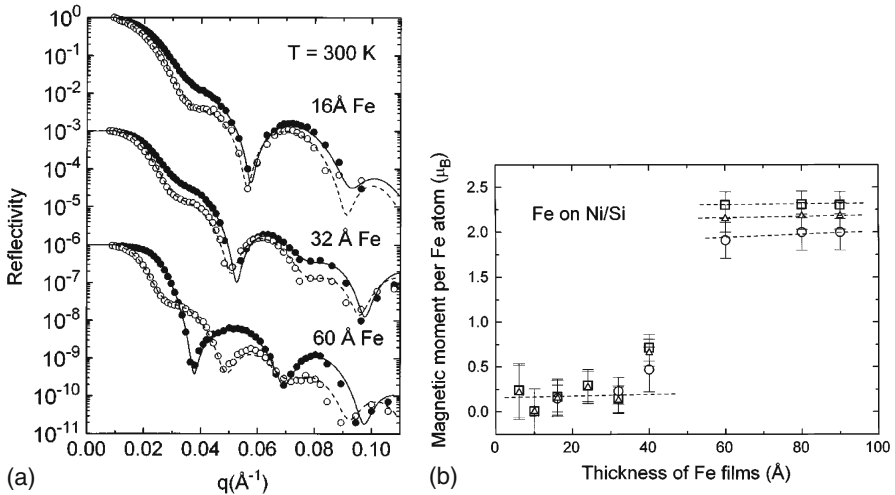 10⁰
10⁻¹
10⁻²
10⁻³
10⁻⁴
10⁻⁵
10⁻⁶
10⁻⁷
10⁻⁸
10⁻⁹
10⁻¹⁰
10⁻¹¹
Reflectivity
T = 300 K
16Å Fe
32 Å Fe
60 Å Fe
0.00 0.02 0.04 0.06 0.08 0.10
q(Å⁻¹)
(a)
2.5
2.0
1.5
1.0
0.5
0.0
Magnetic moment per Fe atom (μB)
Fe on Ni/Si
0 20 40 60 80 100
Thickness of Fe films (Å)
(b)